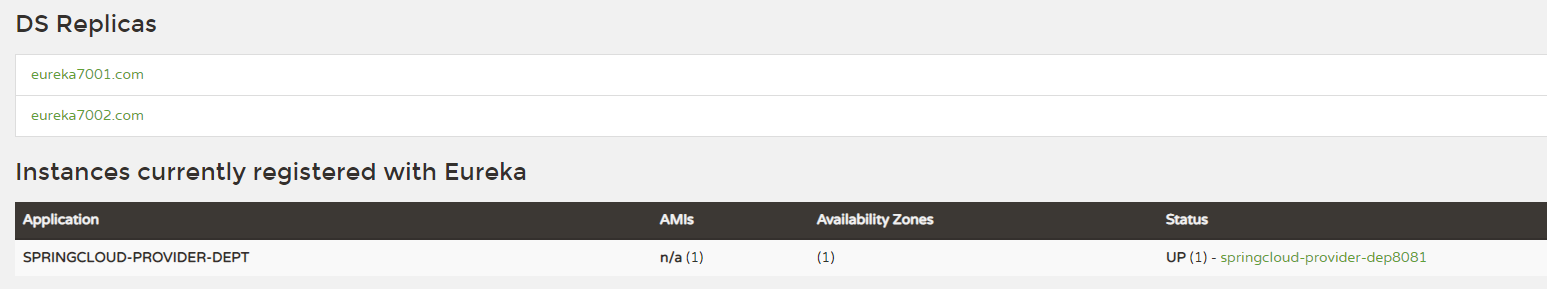 DS Replicas
eureka7001.com
eureka7002.com
Instances currently registered with Eureka
Application AMIs Availability Zones Status
SPRINGCLOUD-PROVIDER-DEPT n/a (1) (1) UP (1) - springcloud-provider-dep8081